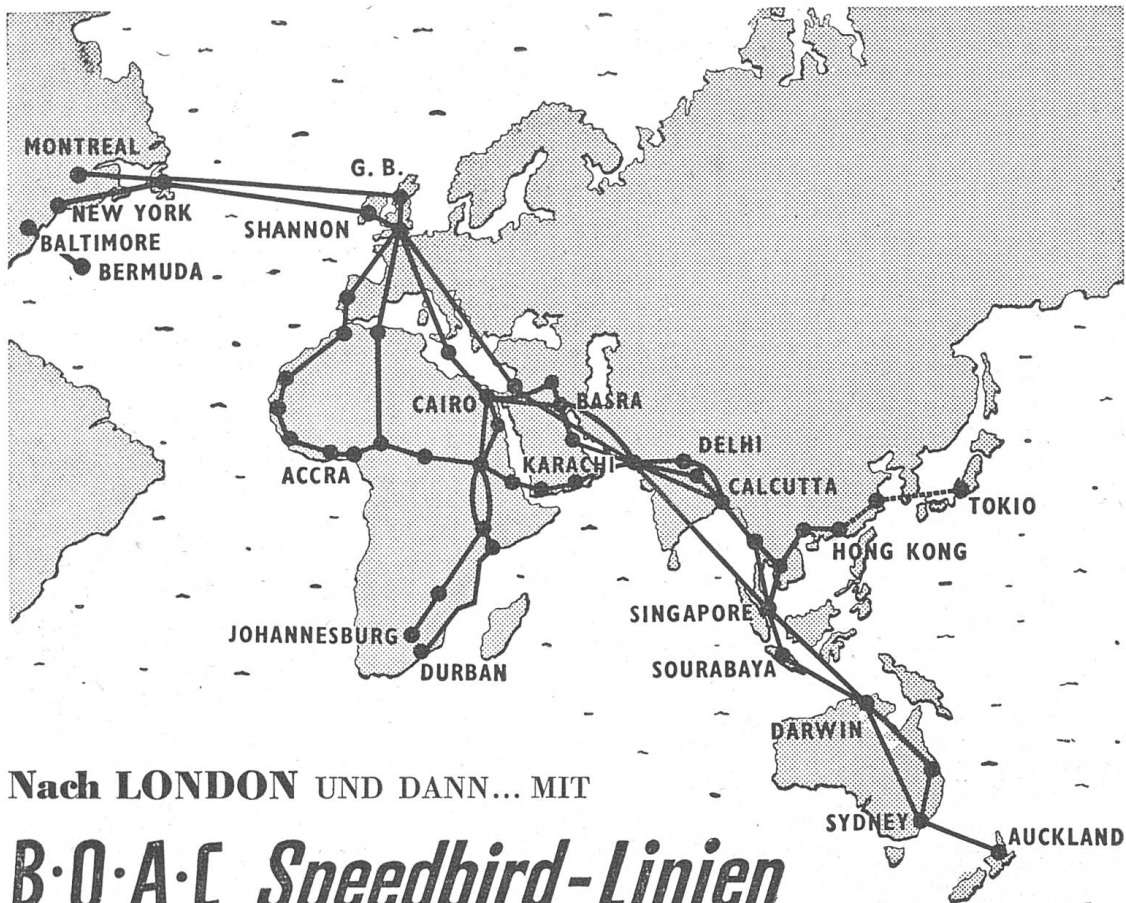 MONTREAL
G. B.
NEW YORK
SHANNON
BALTIMORE
BERMUDA
CAIRO
BASRA
DELHI
KARACHI
ACCRA
CALCUTTA
TOKIO
HONG KONG
SINGAPORE
JOHANNESBURG
SOURABAYA
DURBAN
DARWIN
SYDNEY
AUCKLAND
Nach LONDON UND DANN... MIT
B·O·A·C Speedbird-Linien